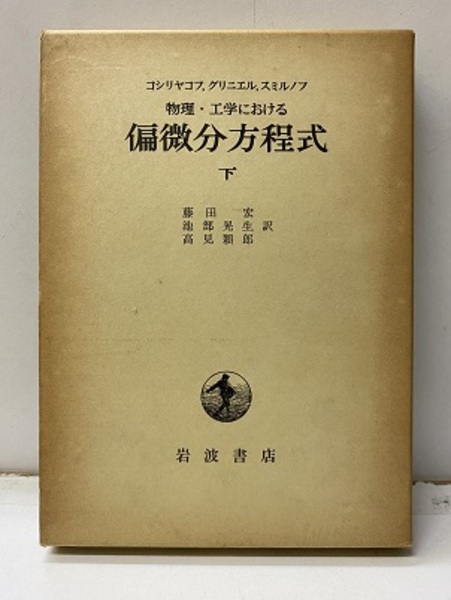 コシリヤコフ, グリニエル, スミルノフ
物理・工学における
偏微分方程式
下
藤田 宏
池部晃生 訳
高見穎郎
岩波書店